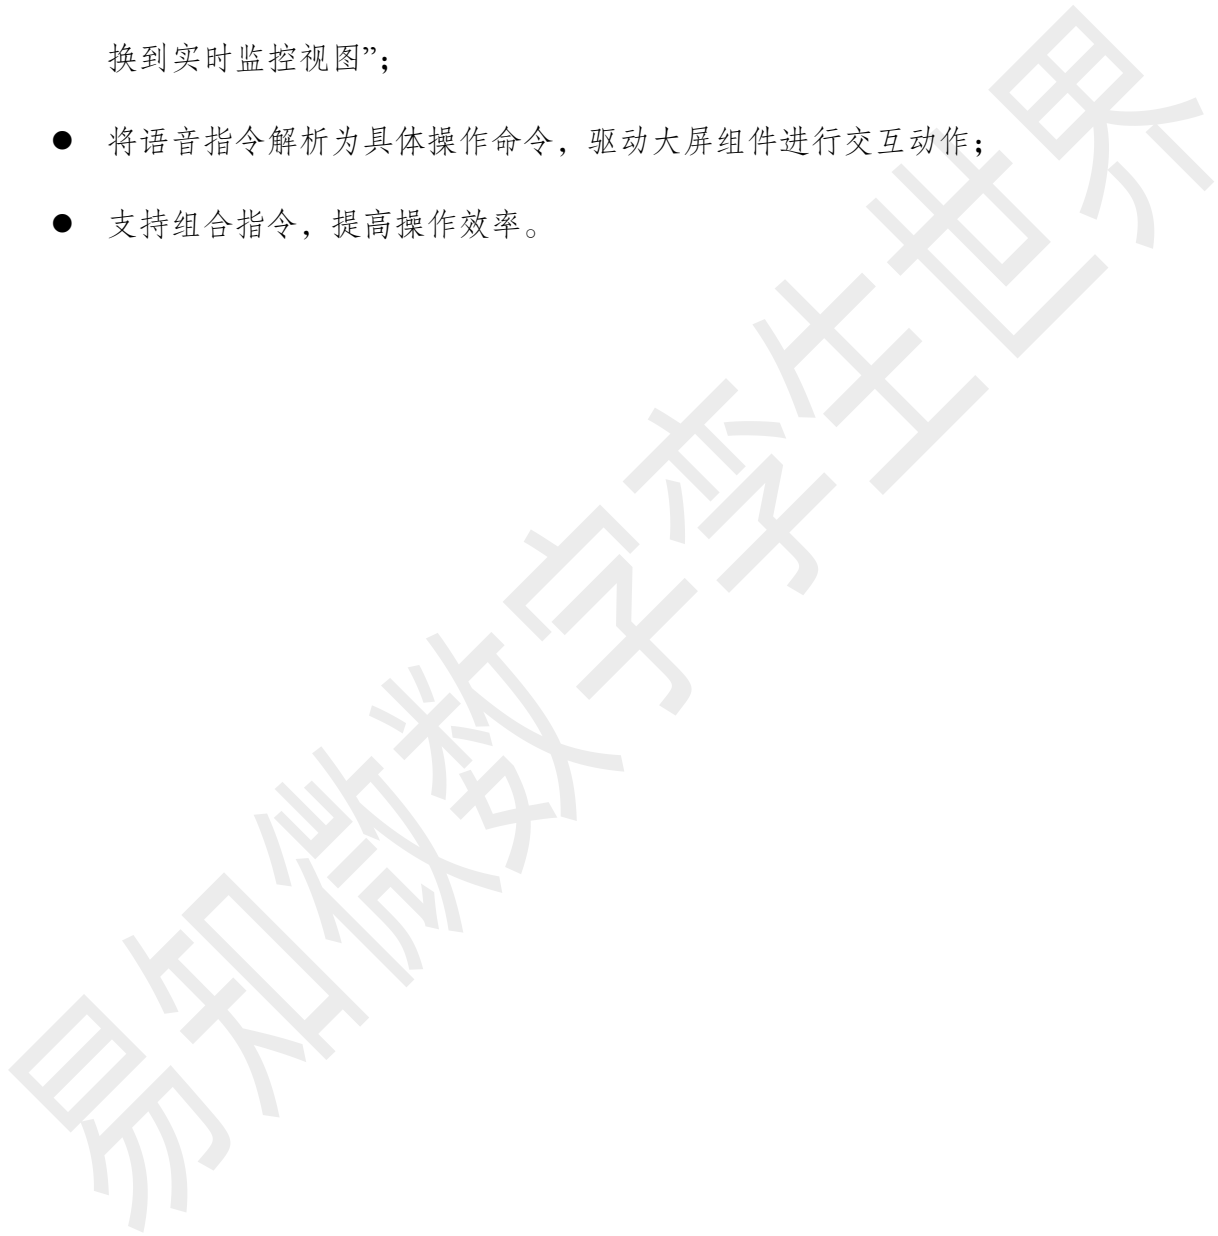 换到实时监控视图”；
● 将语音指令解析为具体操作命令，驱动大屏组件进行交互动作；
● 支持组合指令，提高操作效率。
易知微数字孪生世界